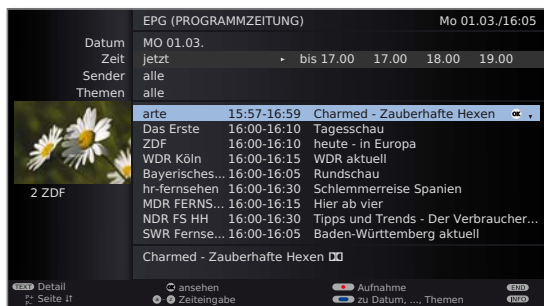 EPG (PROGRAMMZEITUNG) Mo 01.03./16:05
Datum MO 01.03.
Zeit jetzt bis 17.00 17.00 18.00 19.00
Sender alle
Themen alle
arte 15:57-16:59 Charmed - Zauberhafte Hexen OK
Das Erste 16:00-16:10 Tagesschau
ZDF 16:00-16:10 heute - in Europa
WDR Köln 16:00-16:15 WDR aktuell
Bayerisches... 16:00-16:05 Rundschau
hr-fernsehen 16:00-16:30 Schlemmerreise Spanien
MDR FERNS... 16:00-16:15 Hier ab vier
NDR FS HH 16:00-16:30 Tipps und Trends - Der Verbraucher...
SWR Fernse... 16:00-16:05 Baden-Württemberg aktuell
2 ZDF
Charmed - Zauberhafte Hexen
TEXT Detail OK ansehen Aufnahme END
P+ P- Seite ↓↑ 0-9 Zeiteingabe zu Datum, ..., Themen INFO